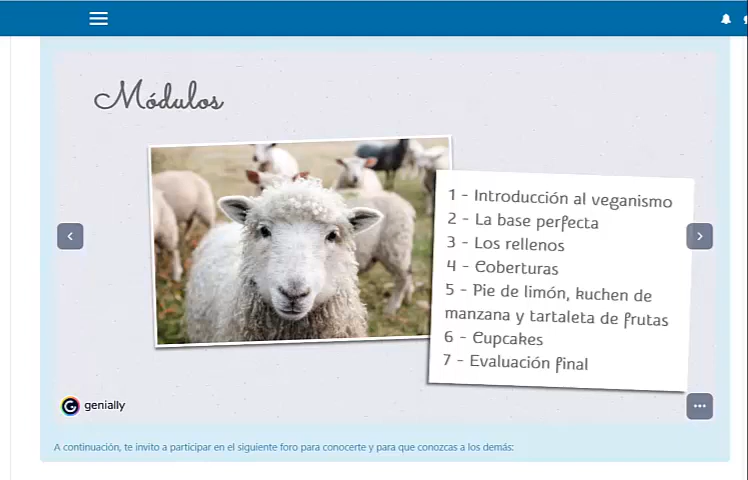 Módulos
1 - Introducción al veganismo
2 - La base perfecta
3 - Los rellenos
4 - Coberturas
5 - Pie de limón, kuchen de
manzana y tartaleta de frutas
6 - Cupcakes
7 - Evaluación final
genially
A continuación, te invito a participar en el siguiente foro para conocerte y para que conozcas a los demás: